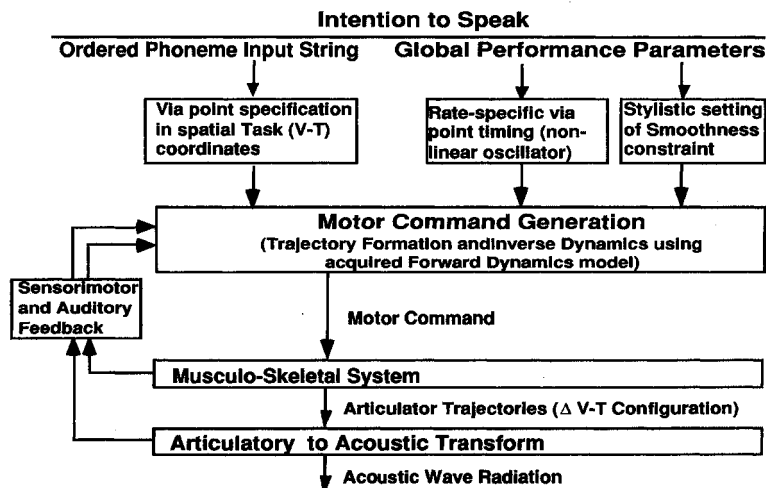 Intention to Speak
Ordered Phoneme Input String
Global Performance Parameters
Via point specification
in spatial Task (V-T)
coordinates
Rate-specific via
point timing (non-
linear oscillator)
Stylistic setting
of Smoothness
constraint
Motor Command Generation
(Trajectory Formation andinverse Dynamics using
acquired Forward Dynamics model)
Sensorimotor
and Auditory
Feedback
Motor Command
Musculo-Skeletal System
Articulator Trajectories (Δ V-T Configuration)
Articulatory to Acoustic Transform
Acoustic Wave Radiation